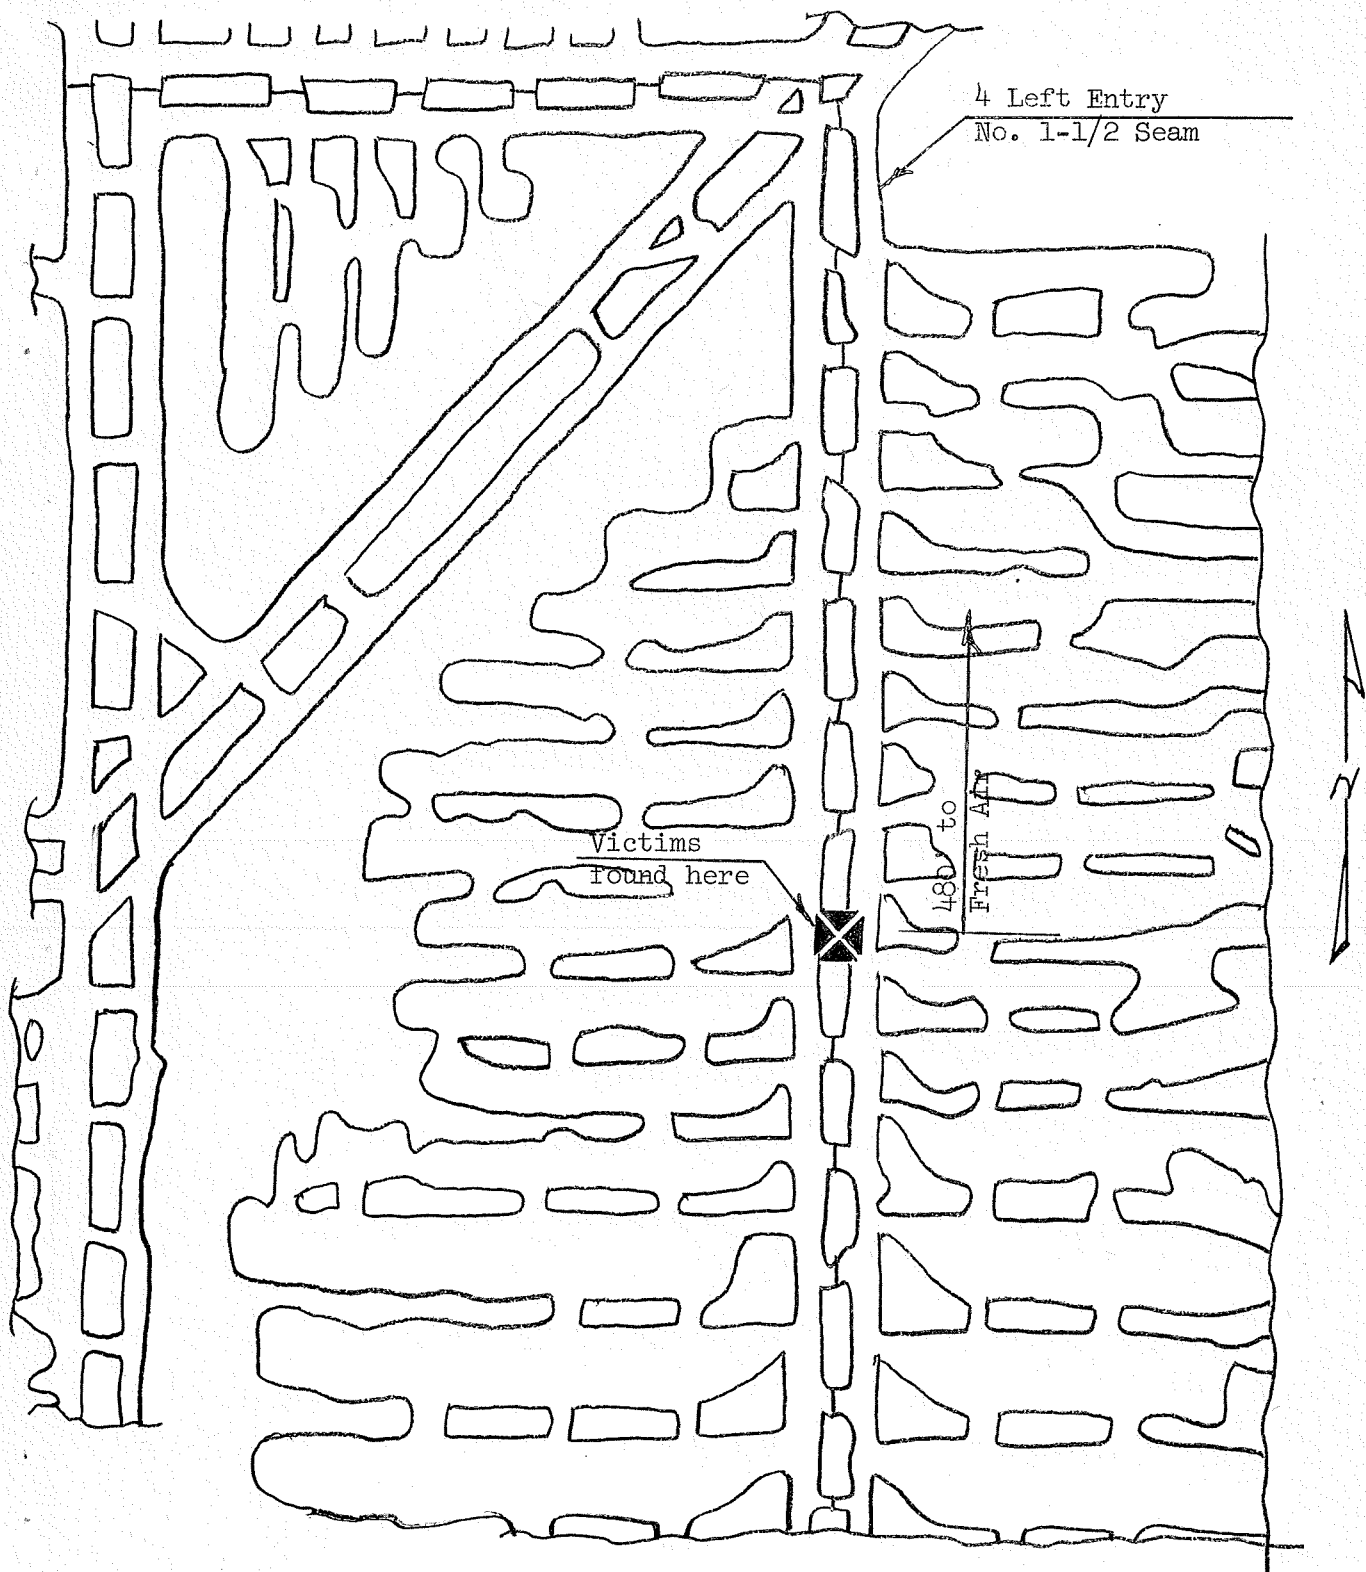 4 Left Entry
No. 1-1/2 Seam
Victims
found here
480' to
Fresh Air
N